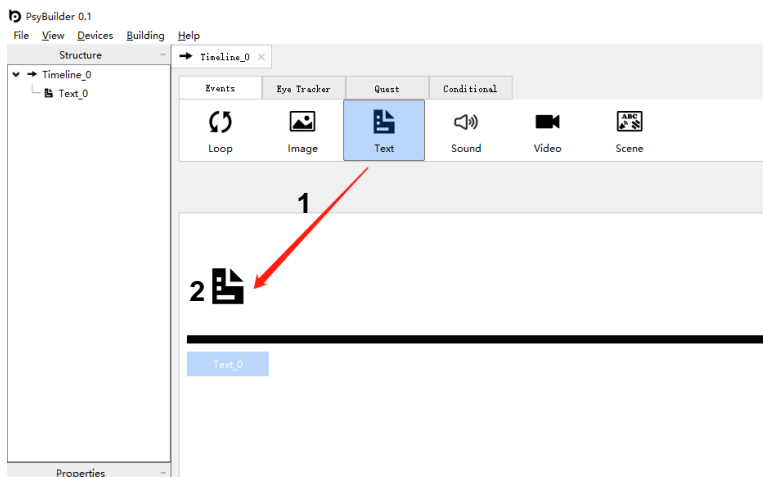 PsyBuilder 0.1
File View Devices Building Help
Structure
Timeline_0
Timeline_0
Text_0
Events Eye Tracker Quest Conditional
ABC
Loop Image Text Sound Video Scene
1
2
Text_0
Properties